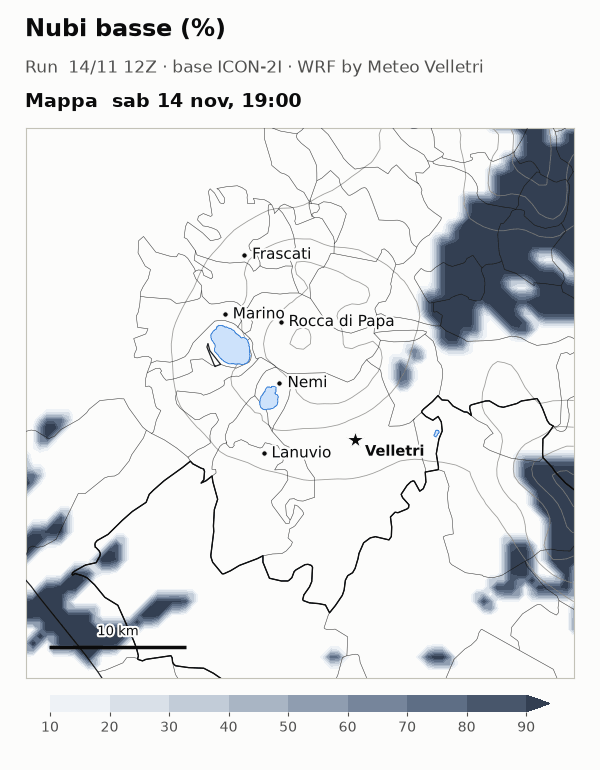 Nubi basse (%)
Run  14/11 12Z · base ICON-2I · WRF by Meteo Velletri
Mappa  sab 14 nov, 19:00
Frascati
Marino
Rocca di Papa
Nemi
Lanuvio
Velletri
10 km
10 20 30 40 50 60 70 80 90